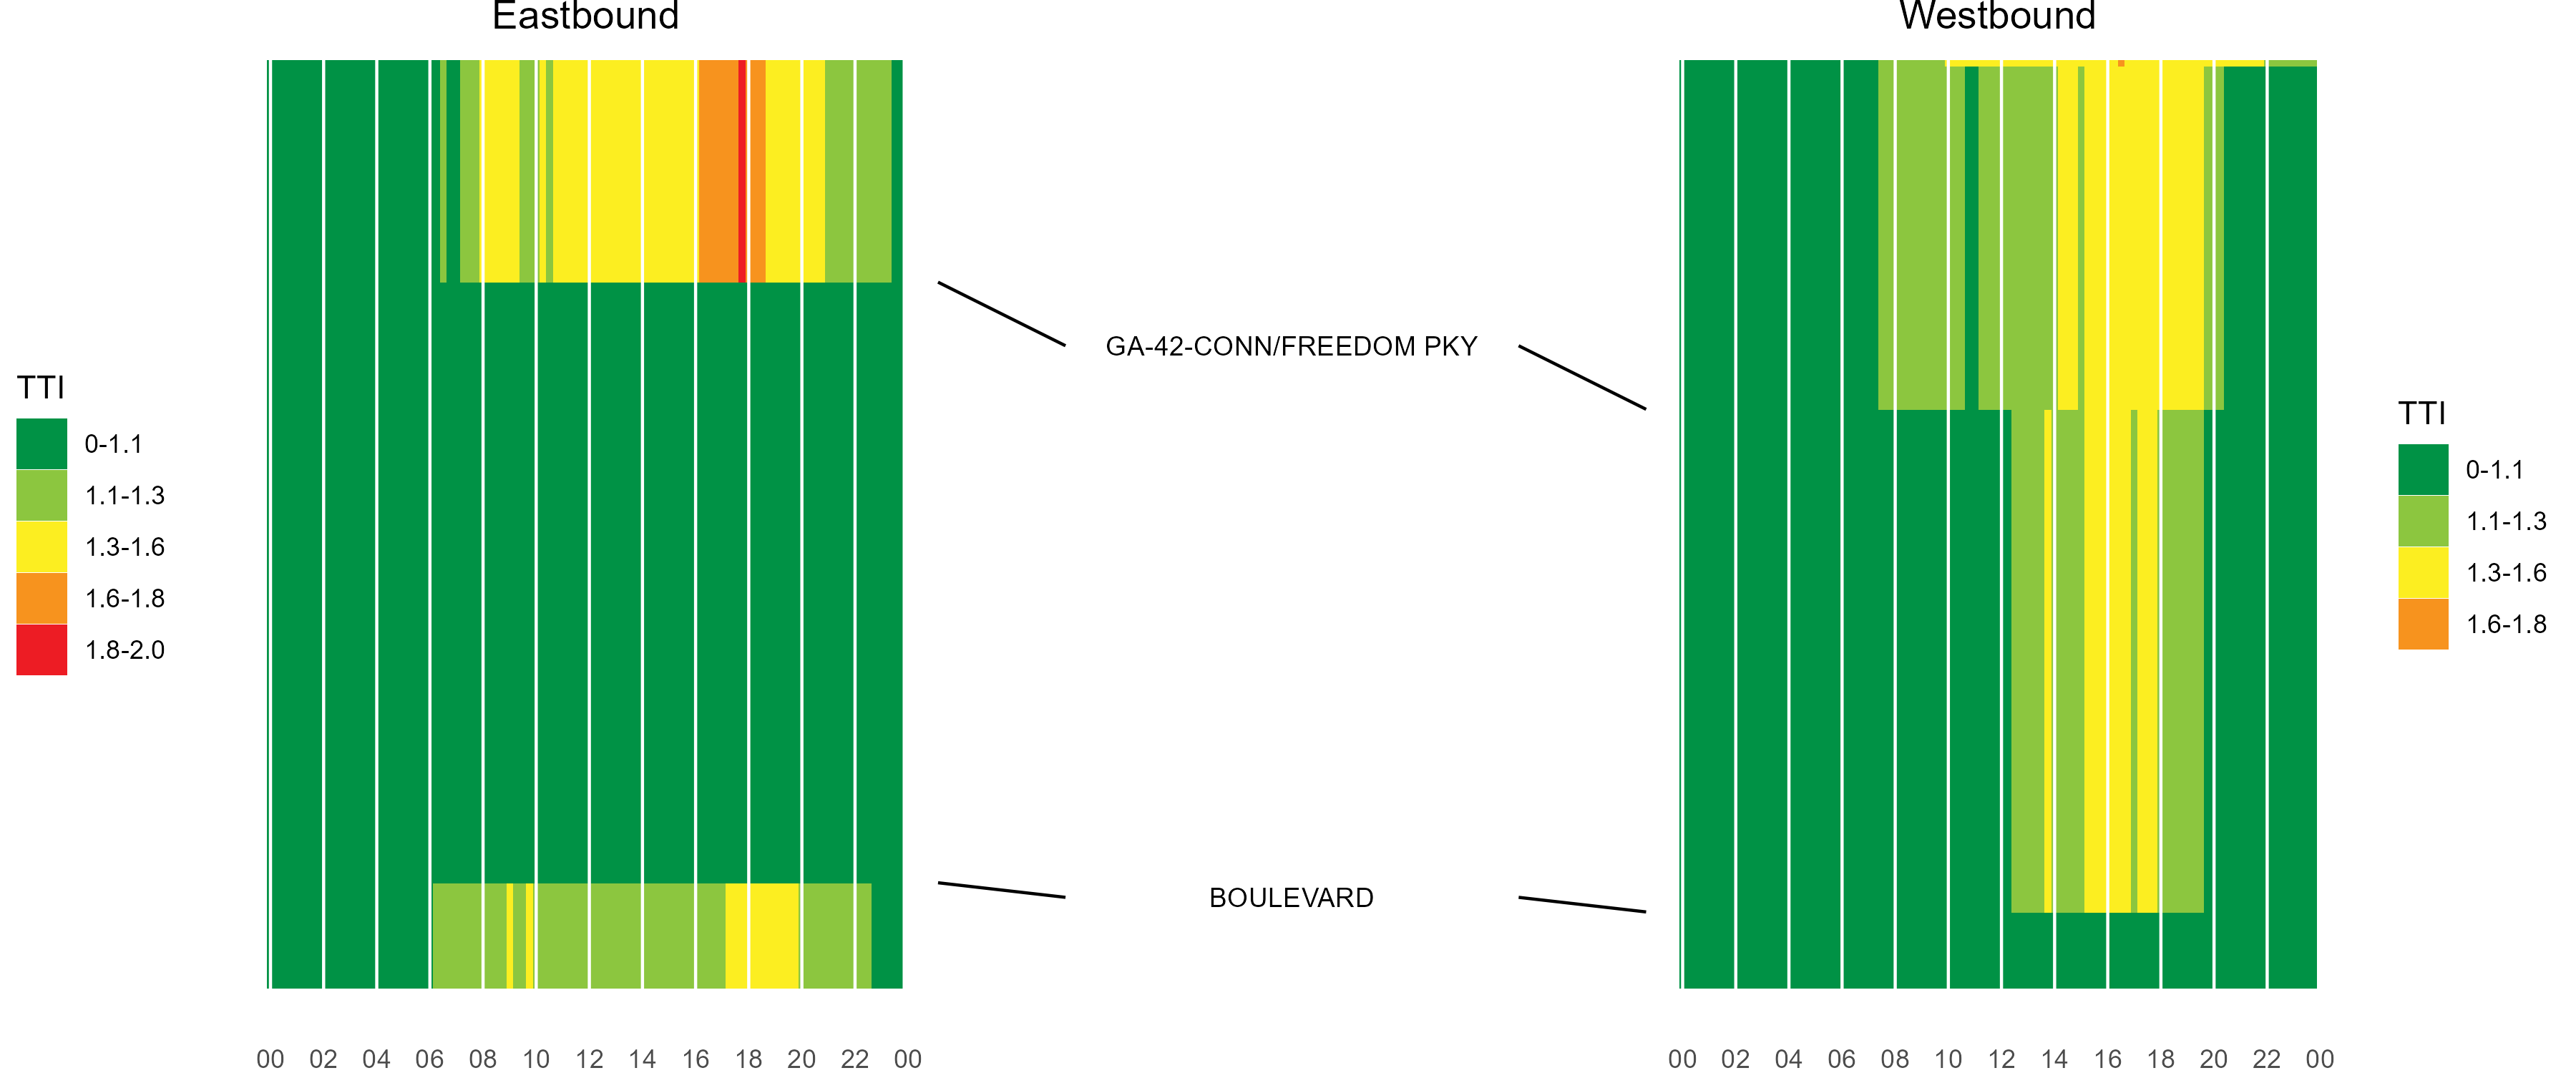 Eastbound
Westbound
GA-42-CONN/FREEDOM PKY
BOULEVARD
TTI
0-1.1
1.1-1.3
1.3-1.6
1.6-1.8
1.8-2.0
TTI
0-1.1
1.1-1.3
1.3-1.6
1.6-1.8
00 02 04 06 08 10 12 14 16 18 20 22 00
00 02 04 06 08 10 12 14 16 18 20 22 00